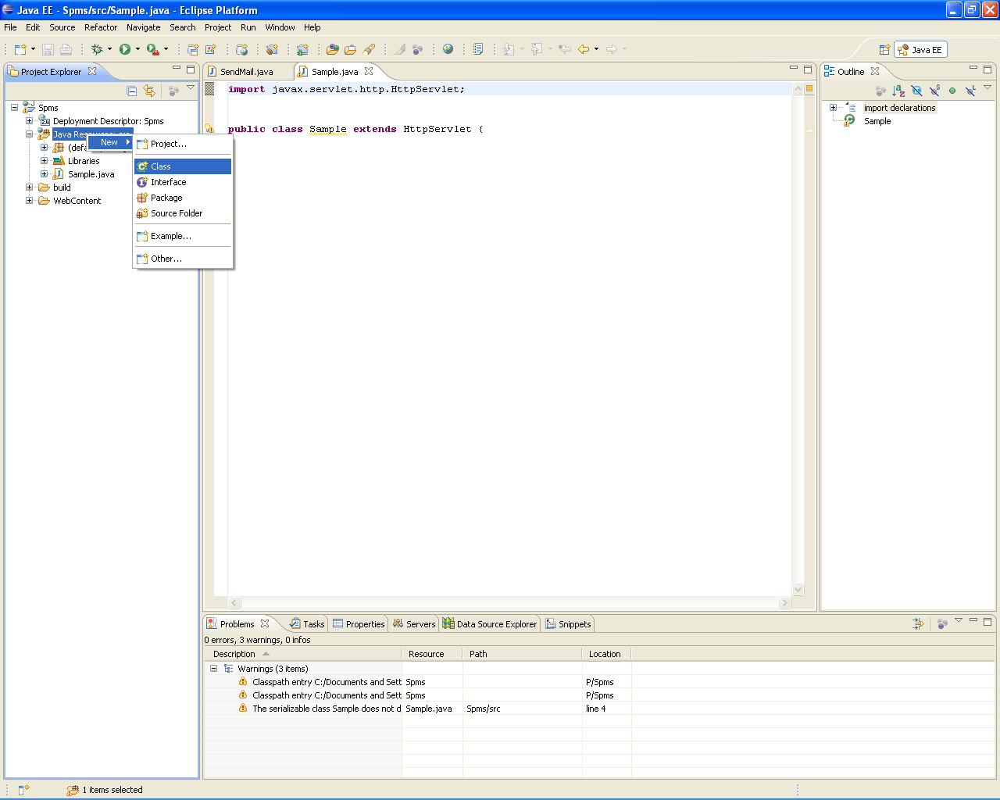 Java EE - Spms/src/Sample.java - Eclipse Platform
File Edit Source Refactor Navigate Search Project Run Window Help
Java EE
Project Explorer
SendMail.java
Sample.java
Outline
Spms
Deployment Descriptor: Spms
Java
New
Libraries
Sample.java
build
WebContent
Project...
Class
Interface
Package
Source Folder
Example...
Other...
import javax.servlet.http.HttpServlet;
public class Sample extends HttpServlet {
import declarations
Sample
Problems Tasks Properties Servers Data Source Explorer Snippets
0 errors, 3 warnings, 0 infos
Description Resource Path Location
Warnings (3 items)
Classpath entry C:/Documents and Sett Spms P/Spms
Classpath entry C:/Documents and Sett Spms P/Spms
The serializable class Sample does not d Sample.java Spms/src line 4
1 items selected